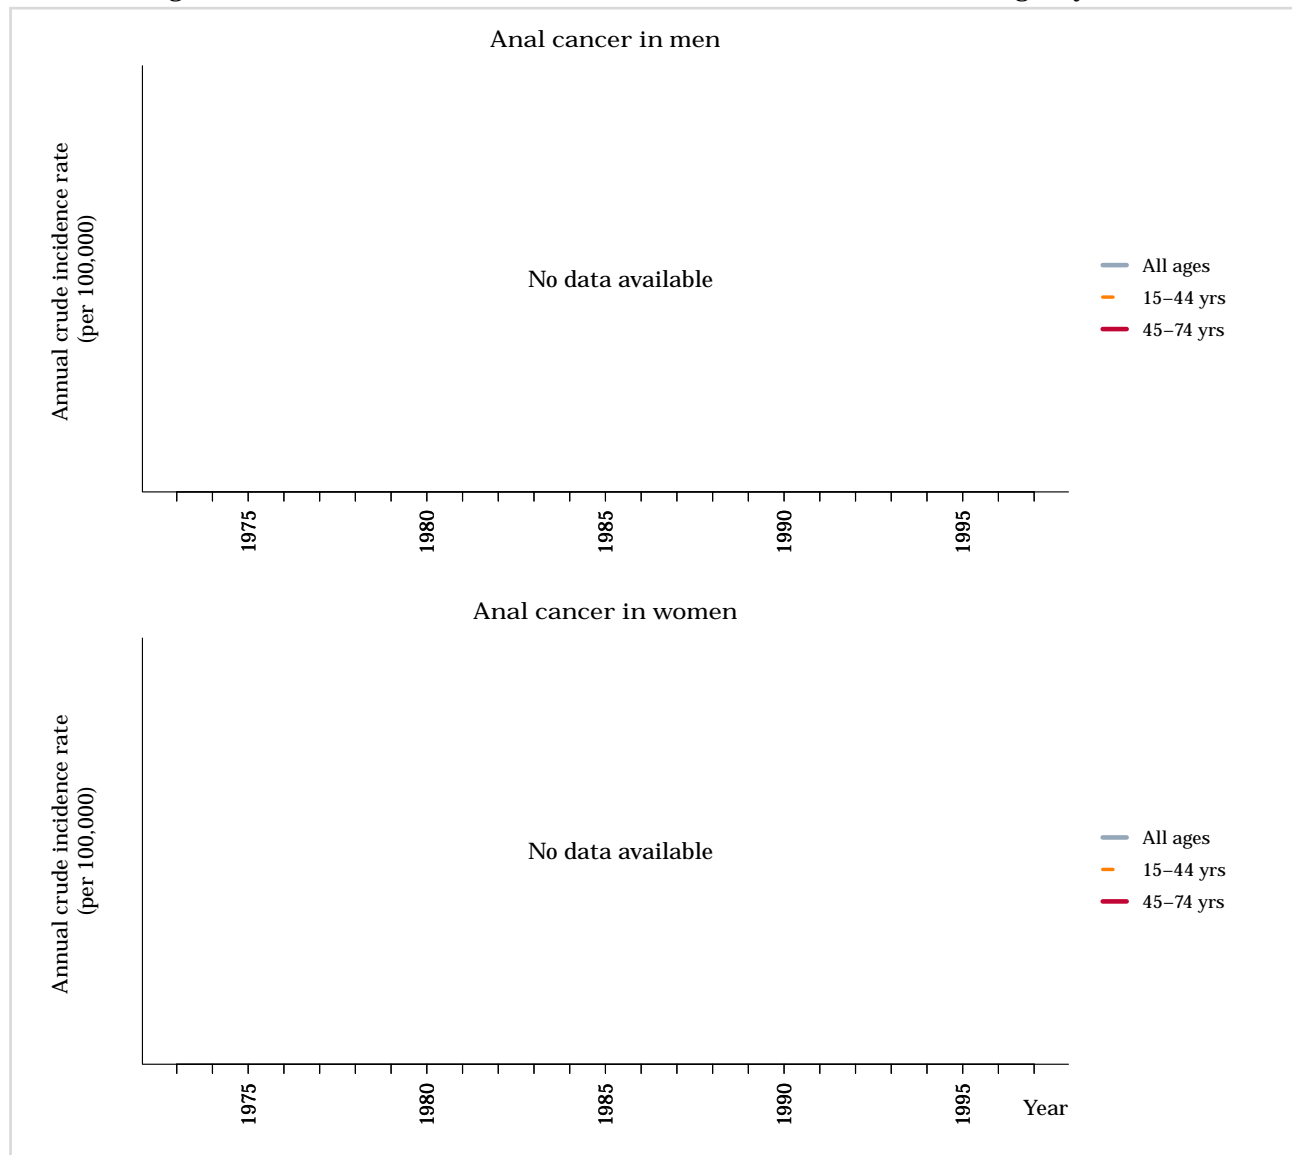 Anal cancer in men
Annual crude incidence rate
(per 100,000)
No data available
All ages
15–44 yrs
45–74 yrs
1975
1980
1985
1990
1995
Anal cancer in women
Annual crude incidence rate
(per 100,000)
No data available
All ages
15–44 yrs
45–74 yrs
1975
1980
1985
1990
1995
Year